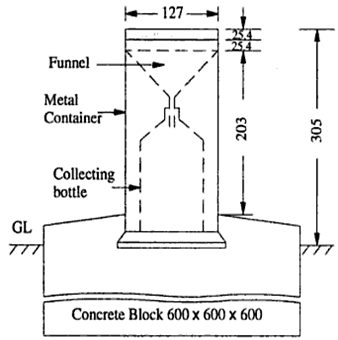 127
25.4
25.4
Funnel
Metal
Container
203
305
Collecting
bottle
GL
Concrete Block 600 x 600 x 600